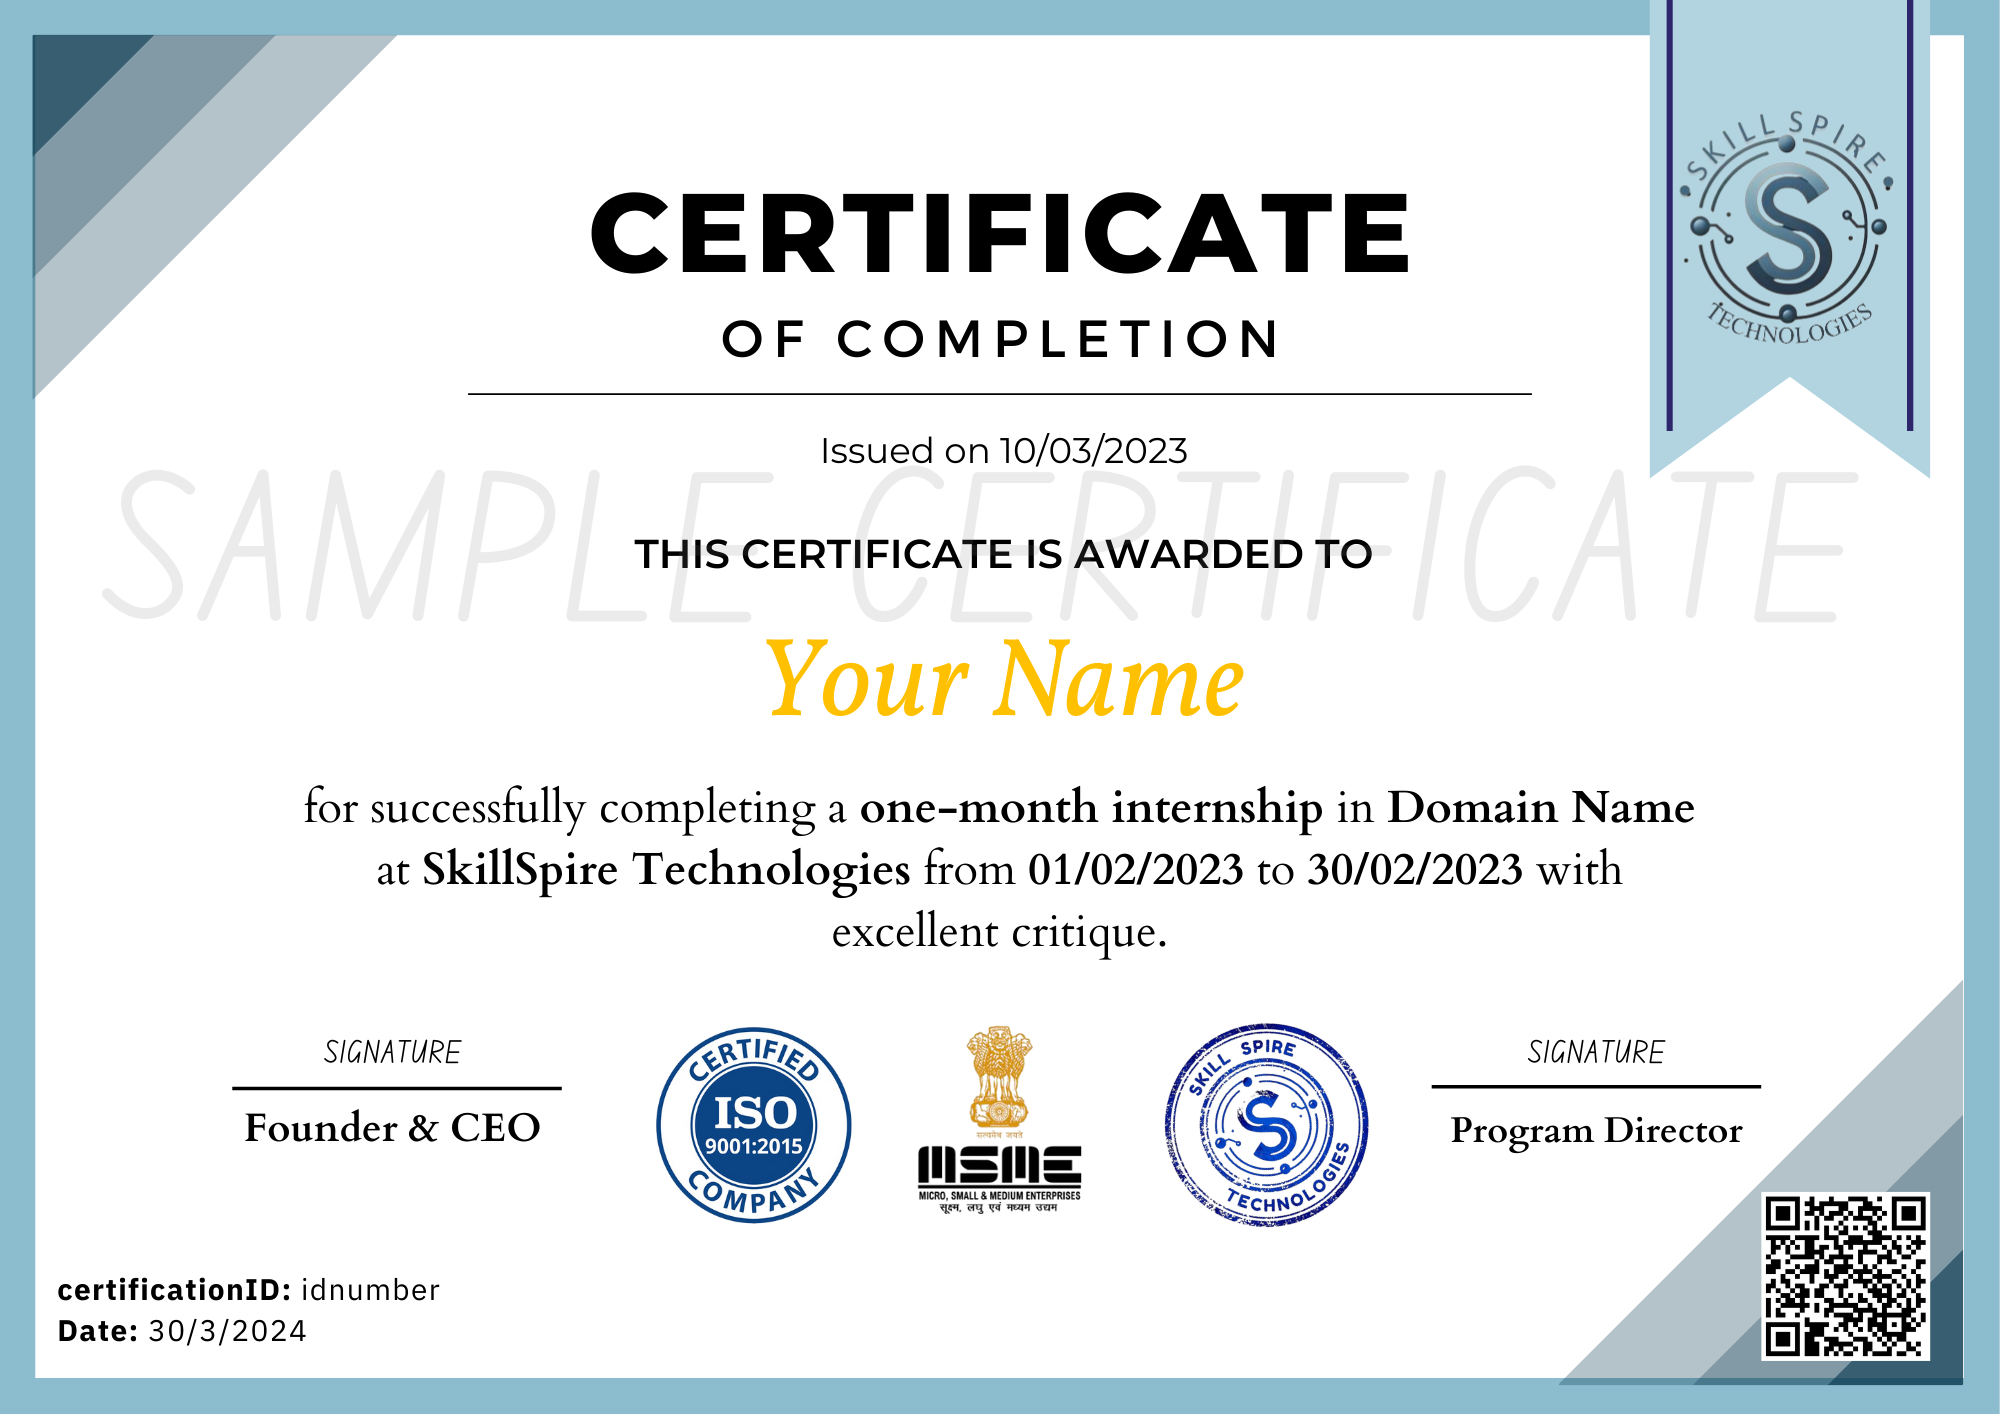 SKILL SPIRE
TECHNOLOGIES
CERTIFICATE
OF COMPLETION
Issued on 10/03/2023
SAMPLE CERTIFICATE
THIS CERTIFICATE IS AWARDED TO
Your Name
for successfully completing a one-month internship in Domain Name
at SkillSpire Technologies from 01/02/2023 to 30/02/2023 with
excellent critique.
SIGNATURE
Founder & CEO
CERTIFIED
ISO
9001:2015
COMPANY
सत्यमेव जयते
MSME
MICRO, SMALL & MEDIUM ENTERPRISES
सूक्ष्म, लघु एवं मध्यम उद्यम
SKILL SPIRE
TECHNOLOGIES
SIGNATURE
Program Director
certificationID: idnumber
Date: 30/3/2024